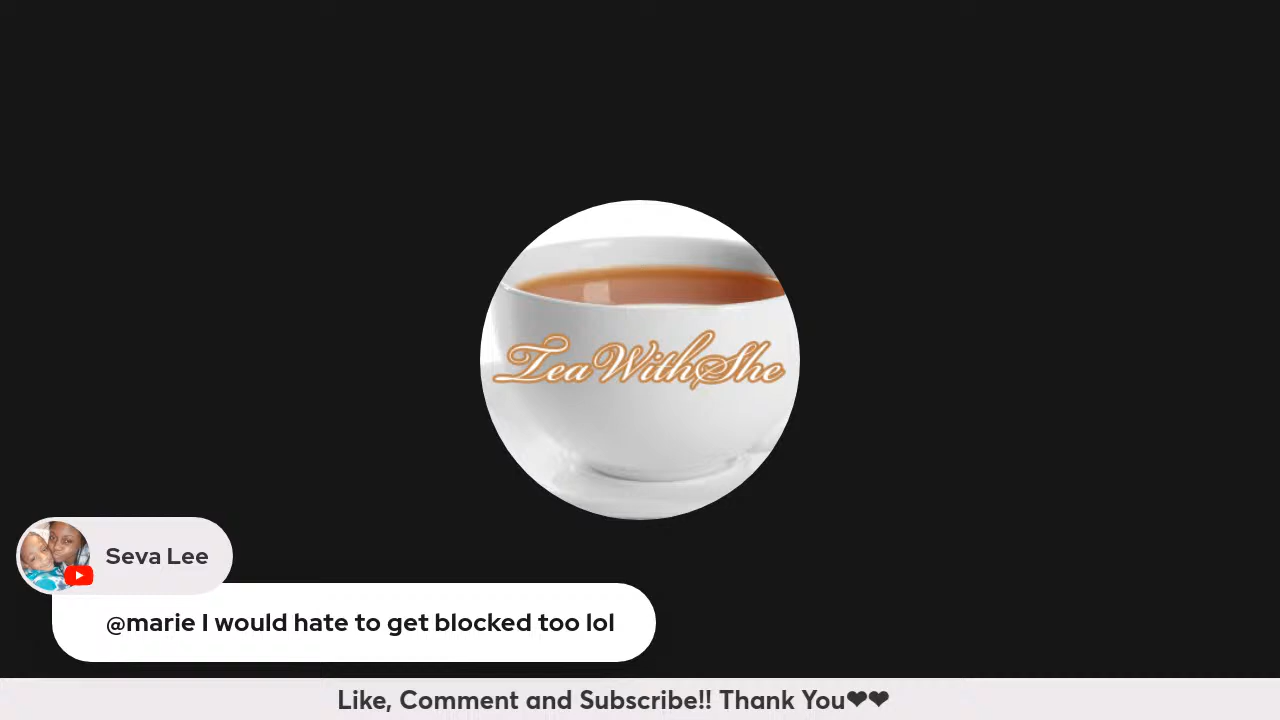 TeaWithShe
Seva Lee
@marie I would hate to get blocked too lol
Like, Comment and Subscribe!! Thank You❤❤